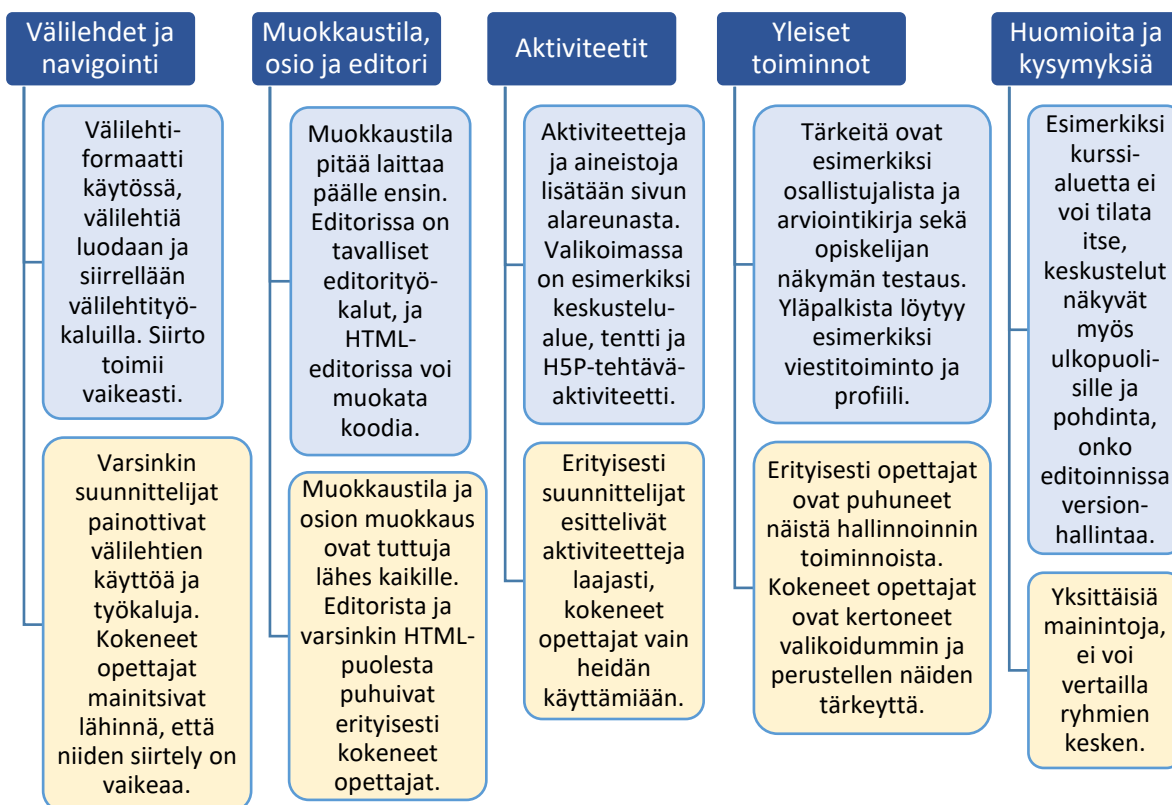 Välilehdet ja
navigointi
Välilehti-
formaatti
käytössä,
välilehtiä
luodaan ja
siirrellään
välilehtityö-
kaluilla. Siirto
toimii
vaikeasti.
Varsinkin
suunnittelijat
painottivat
välilehtien
käyttöä ja
työkaluja.
Kokeneet
opettajat
mainitsivat
lähinnä, että
niiden siirtely on
vaikeaa.
Muokkaustila,
osio ja editori
Muokkaustila
pitää laittaa
päälle ensin.
Editorissa on
tavalliset
editorityö-
kalut, ja
HTML-
editorissa voi
muokata
koodia.
Muokkaustila ja
osion muokkaus
ovat tuttuja
lähes kaikille.
Editorista ja
varsinkin HTML-
puolesta
puhuivat
erityisesti
kokeneet
opettajat.
Aktiviteetit
Aktiviteetteja
ja aineistoja
lisätään sivun
alareunasta.
Valikoimassa
on esimerkiksi
keskustelu-
alue, tentti ja
H5P-tehtävä-
aktiviteetti.
Erityisesti
suunnittelijat
esittelivät
aktiviteetteja
laajasti,
kokeneet
opettajat vain
heidän
käyttämiään.
Yleiset
toiminnot
Tärkeitä ovat
esimerkiksi
osallistujalista ja
arviointikirja sekä
opiskelijan
näkymän testaus.
Yläpalkista löytyy
esimerkiksi
viestitoiminto ja
profiili.
Erityisesti opettajat
ovat puhuneet
näistä hallinnoinnin
toiminnoista.
Kokeneet opettajat
ovat kertoneet
valikoidummin ja
perustellen näiden
tärkeyttä.
Huomioita ja
kysymyksiä
Esimerkiksi
kurssi-
aluetta ei
voi tilata
itse,
keskustelut
näkyvät
myös
ulkopuoli-
sille ja
pohdinta,
onko
editoinnissa
version-
hallintaa.
Yksittäisiä
mainintoja,
ei voi
vertailla
ryhmien
kesken.